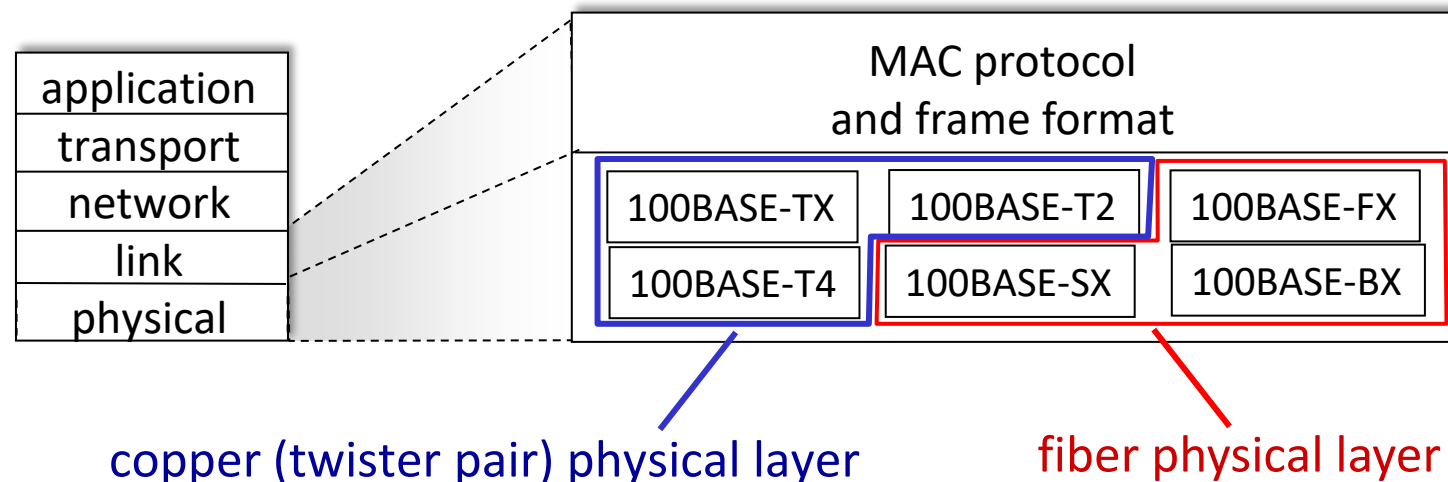 application
transport
network
link
physical
MAC protocol
and frame format
100BASE-TX
100BASE-T2
100BASE-FX
100BASE-T4
100BASE-SX
100BASE-BX
copper (twister pair) physical layer
fiber physical layer